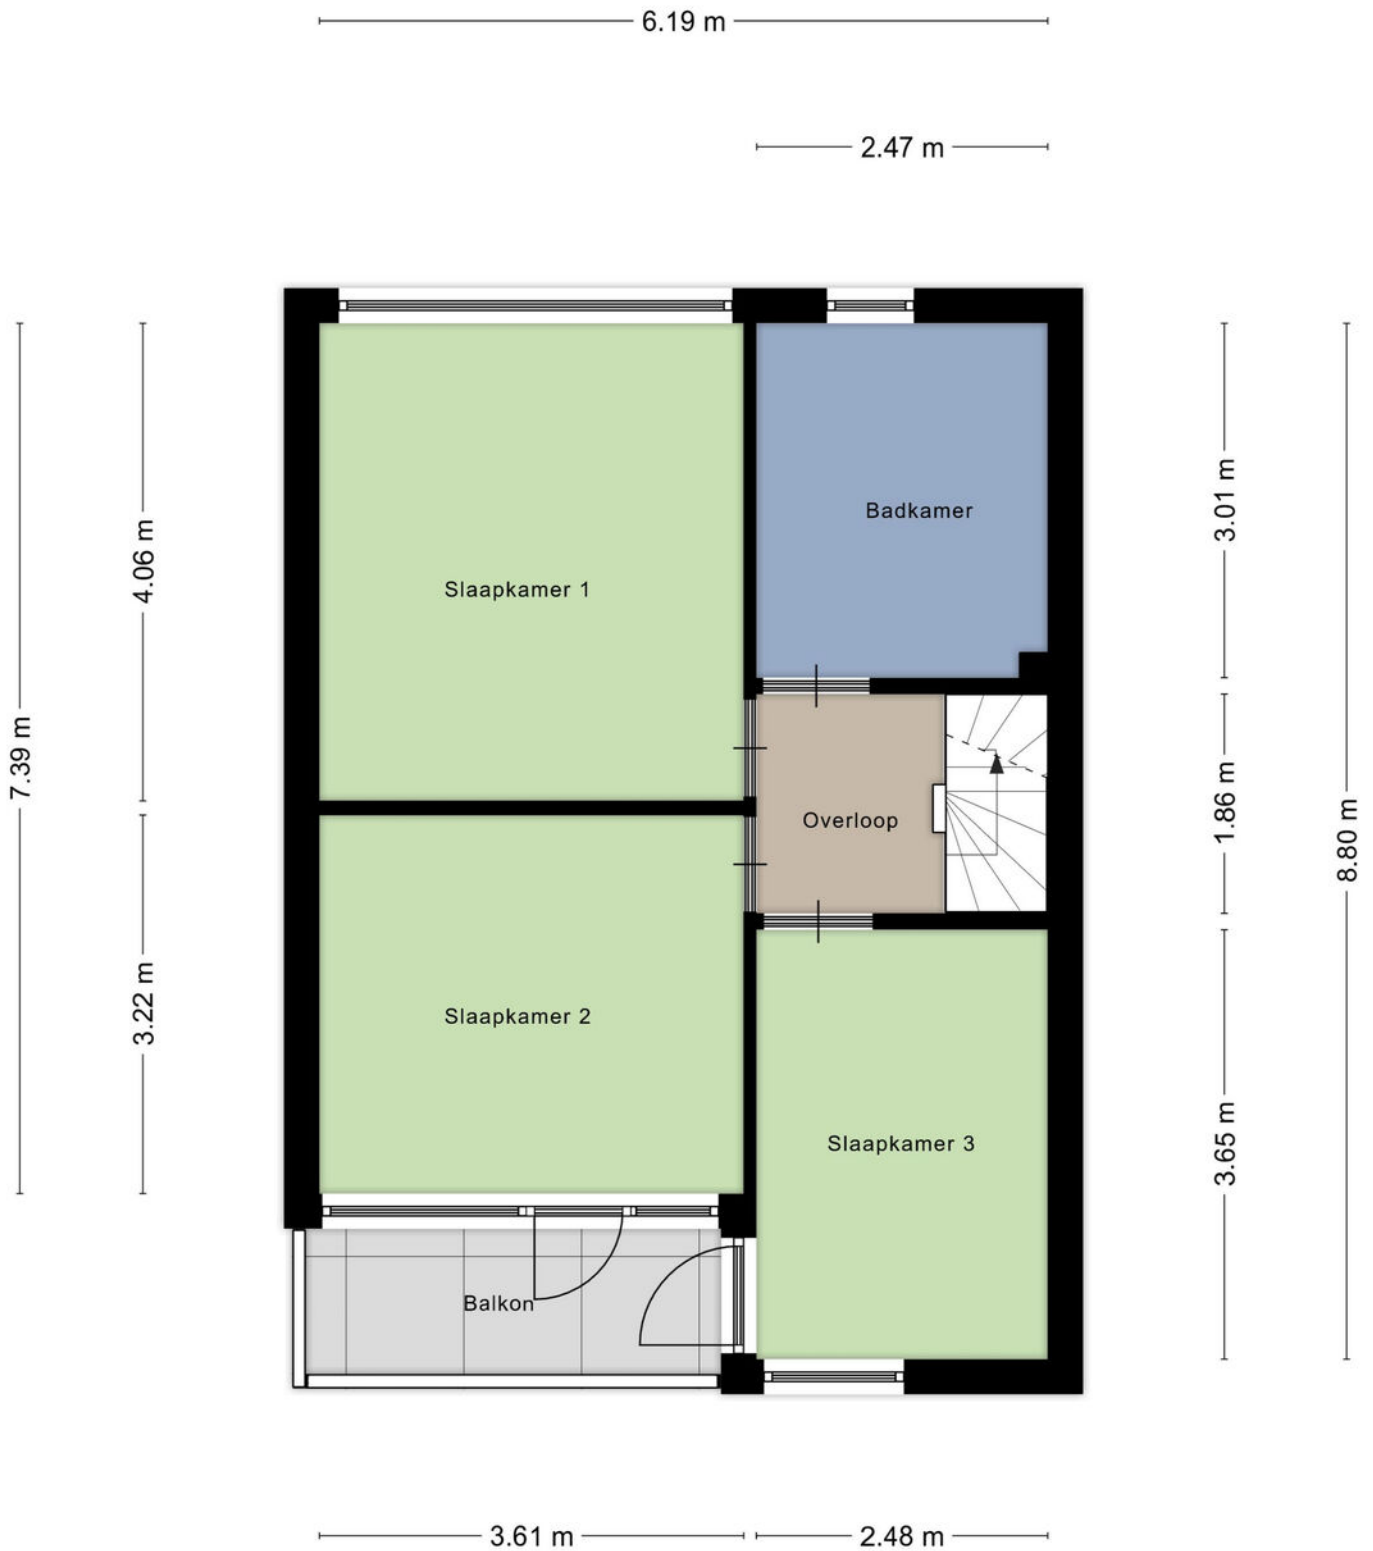 6.19 m
2.47 m
7.39 m
4.06 m
3.22 m
Slaapkamer 1
Badkamer
Overloop
Slaapkamer 2
Slaapkamer 3
Balkon
3.01 m
1.86 m
3.65 m
8.80 m
3.61 m
2.48 m